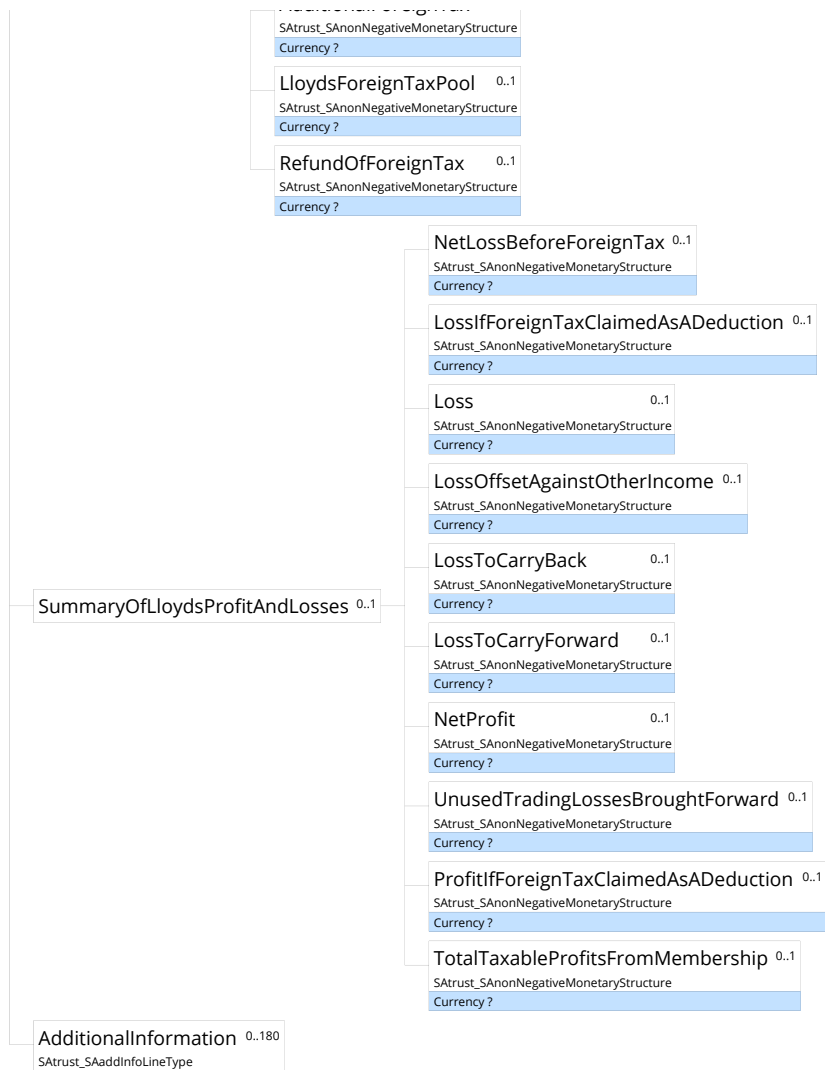 SAtrust_SAnonNegativeMonetaryStructure
Currency ?
LloydsForeignTaxPool 0..1
SAtrust_SAnonNegativeMonetaryStructure
Currency ?
RefundOfForeignTax 0..1
SAtrust_SAnonNegativeMonetaryStructure
Currency ?
NetLossBeforeForeignTax 0..1
SAtrust_SAnonNegativeMonetaryStructure
Currency ?
LossIfForeignTaxClaimedAsADeduction 0..1
SAtrust_SAnonNegativeMonetaryStructure
Currency ?
Loss 0..1
SAtrust_SAnonNegativeMonetaryStructure
Currency ?
LossOffsetAgainstOtherIncome 0..1
SAtrust_SAnonNegativeMonetaryStructure
Currency ?
LossToCarryBack 0..1
SAtrust_SAnonNegativeMonetaryStructure
Currency ?
SummaryOfLloydsProfitAndLosses 0..1
LossToCarryForward 0..1
SAtrust_SAnonNegativeMonetaryStructure
Currency ?
NetProfit 0..1
SAtrust_SAnonNegativeMonetaryStructure
Currency ?
UnusedTradingLossesBroughtForward 0..1
SAtrust_SAnonNegativeMonetaryStructure
Currency ?
ProfitIfForeignTaxClaimedAsADeduction 0..1
SAtrust_SAnonNegativeMonetaryStructure
Currency ?
TotalTaxableProfitsFromMembership 0..1
SAtrust_SAnonNegativeMonetaryStructure
Currency ?
AdditionalInformation 0..180
SAtrust_SAaddInfoLineType